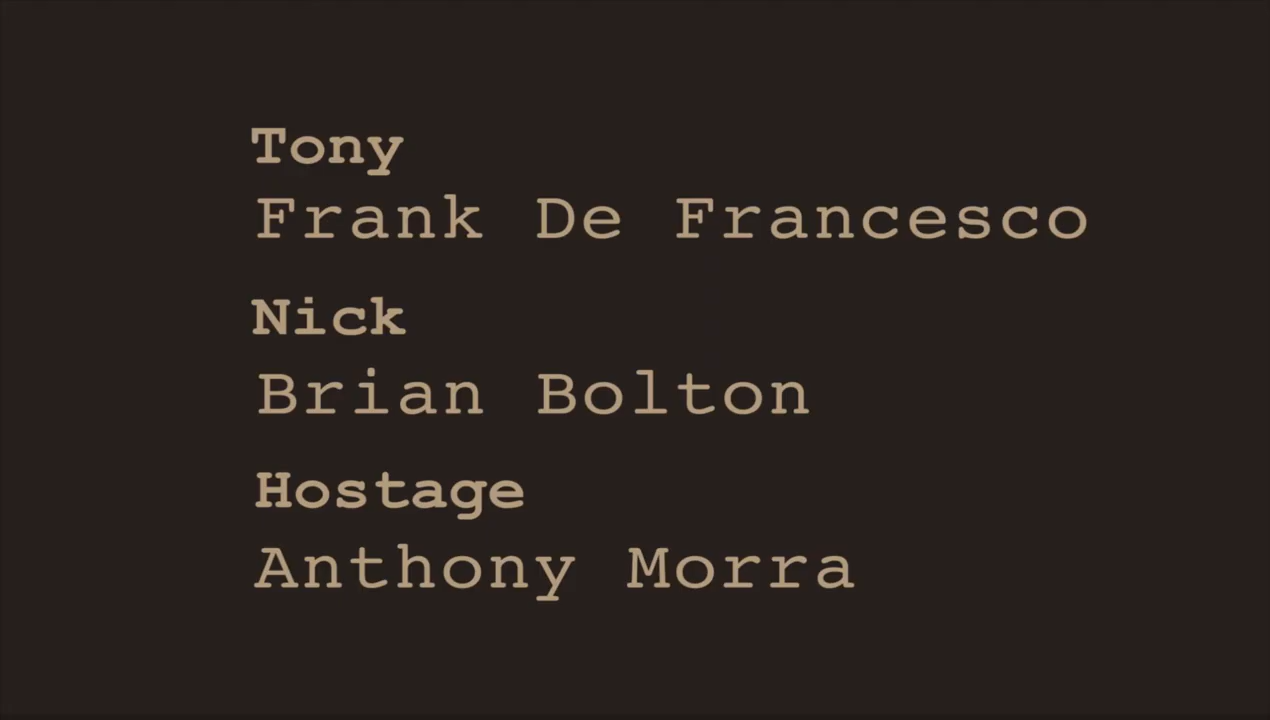 Tony
Frank De Francesco
Nick
Brian Bolton
Hostage
Anthony Morra